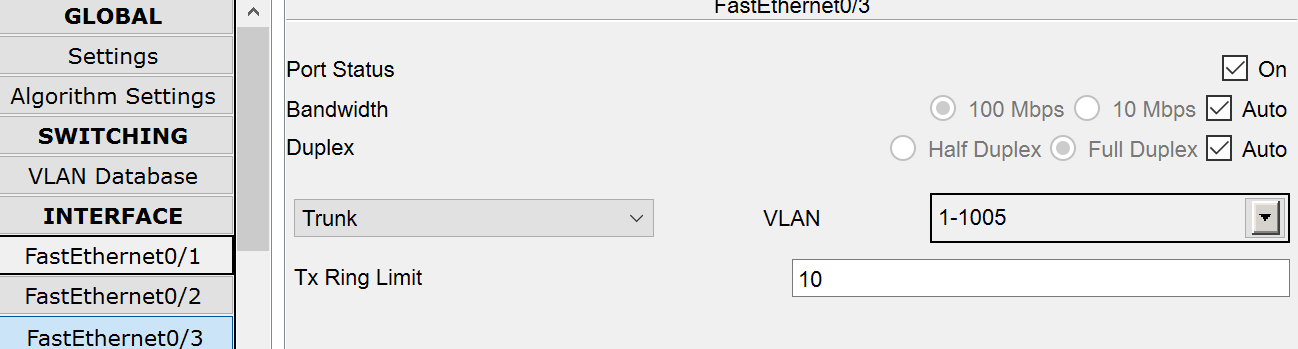 GLOBAL
Settings
Algorithm Settings
SWITCHING
VLAN Database
INTERFACE
FastEthernet0/1
FastEthernet0/2
FastEthernet0/3
FastEthernet0/3
Port Status On
Bandwidth 100 Mbps 10 Mbps Auto
Duplex Half Duplex Full Duplex Auto
Trunk VLAN 1-1005
Tx Ring Limit 10